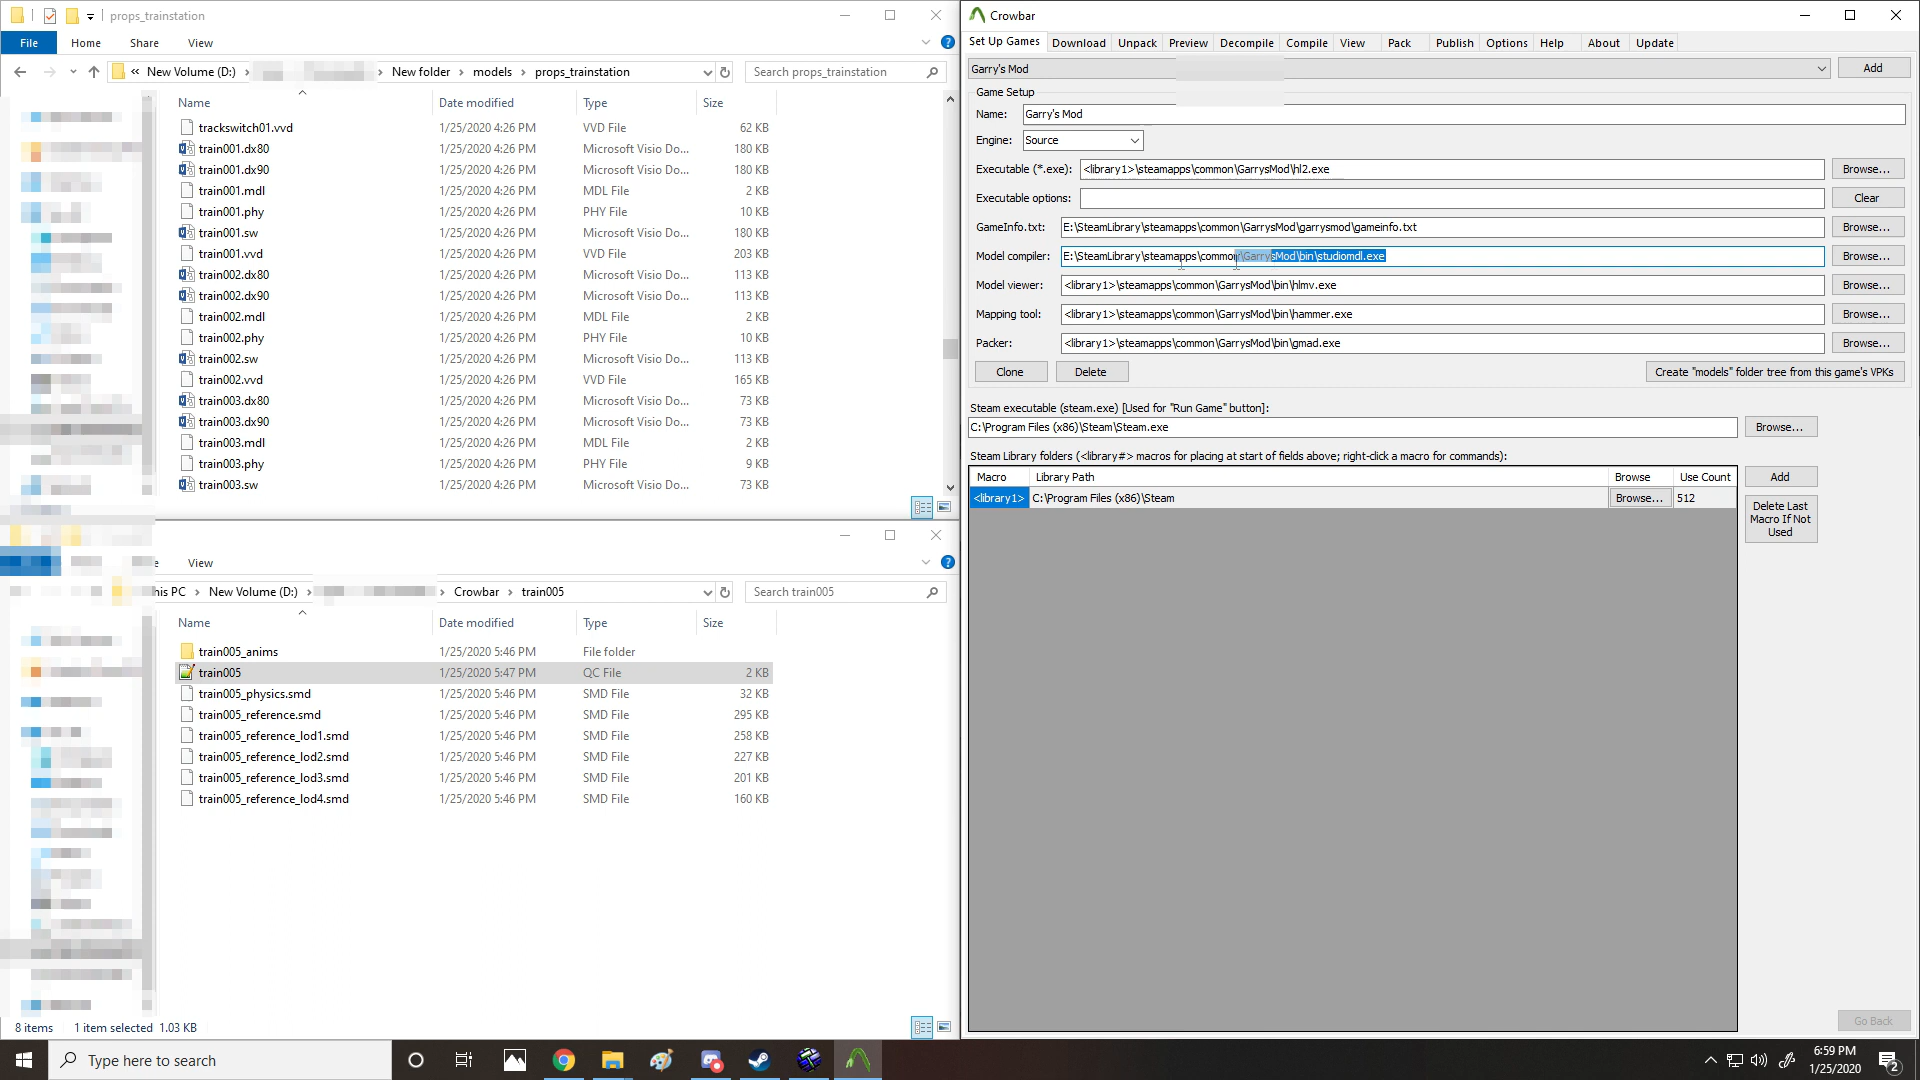 props_trainstation
File Home Share View
« New Volume (D:) › › New folder › models › props_trainstation
Search props_trainstation
Name Date modified Type Size
trackswitch01.vvd 1/25/2020 4:26 PM VVD File 62 KB
train001.dx80 1/25/2020 4:26 PM Microsoft Visio Do... 180 KB
train001.dx90 1/25/2020 4:26 PM Microsoft Visio Do... 180 KB
train001.mdl 1/25/2020 4:26 PM MDL File 2 KB
train001.phy 1/25/2020 4:26 PM PHY File 10 KB
train001.sw 1/25/2020 4:26 PM Microsoft Visio Do... 180 KB
train001.vvd 1/25/2020 4:26 PM VVD File 203 KB
train002.dx80 1/25/2020 4:26 PM Microsoft Visio Do... 113 KB
train002.dx90 1/25/2020 4:26 PM Microsoft Visio Do... 113 KB
train002.mdl 1/25/2020 4:26 PM MDL File 2 KB
train002.phy 1/25/2020 4:26 PM PHY File 10 KB
train002.sw 1/25/2020 4:26 PM Microsoft Visio Do... 113 KB
train002.vvd 1/25/2020 4:26 PM VVD File 165 KB
train003.dx80 1/25/2020 4:26 PM Microsoft Visio Do... 73 KB
train003.dx90 1/25/2020 4:26 PM Microsoft Visio Do... 73 KB
train003.mdl 1/25/2020 4:26 PM MDL File 2 KB
train003.phy 1/25/2020 4:26 PM PHY File 9 KB
train003.sw 1/25/2020 4:26 PM Microsoft Visio Do... 73 KB
View
his PC › New Volume (D:) › › Crowbar › train005
Search train005
Name Date modified Type Size
train005_anims 1/25/2020 5:46 PM File folder
train005 1/25/2020 5:47 PM QC File 2 KB
train005_physics.smd 1/25/2020 5:46 PM SMD File 32 KB
train005_reference.smd 1/25/2020 5:46 PM SMD File 295 KB
train005_reference_lod1.smd 1/25/2020 5:46 PM SMD File 258 KB
train005_reference_lod2.smd 1/25/2020 5:46 PM SMD File 227 KB
train005_reference_lod3.smd 1/25/2020 5:46 PM SMD File 201 KB
train005_reference_lod4.smd 1/25/2020 5:46 PM SMD File 160 KB
8 items 1 item selected 1.03 KB
Crowbar
Set Up Games Download Unpack Preview Decompile Compile View Pack Publish Options Help About Update
Garry's Mod Add
Game Setup
Name: Garry's Mod
Engine: Source
Executable (*.exe): <library1>\steamapps\common\GarrysMod\hl2.exe Browse...
Executable options: Clear
GameInfo.txt: E:\SteamLibrary\steamapps\common\GarrysMod\garrysmod\gameinfo.txt Browse...
Model compiler: E:\SteamLibrary\steamapps\common\GarrysMod\bin\studiomdl.exe Browse...
Model viewer: <library1>\steamapps\common\GarrysMod\bin\hlmv.exe Browse...
Mapping tool: <library1>\steamapps\common\GarrysMod\bin\hammer.exe Browse...
Packer: <library1>\steamapps\common\GarrysMod\bin\gmad.exe Browse...
Clone Delete Create "models" folder tree from this game's VPKs
Steam executable (steam.exe) [Used for "Run Game" button]:
C:\Program Files (x86)\Steam\Steam.exe Browse...
Steam Library folders (<library#> macros for placing at start of fields above; right-click a macro for commands):
Macro Library Path Browse Use Count Add
<library1> C:\Program Files (x86)\Steam Browse... 512
Delete Last
Macro If Not
Used
Go Back
Type here to search
6:59 PM
1/25/2020
2